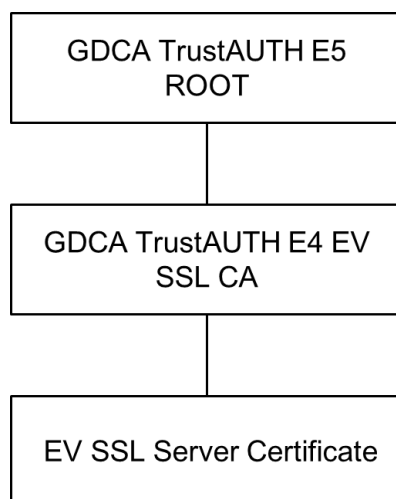 GDCA TrustAUTH E5
ROOT
GDCA TrustAUTH E4 EV
SSL CA
EV SSL Server Certificate